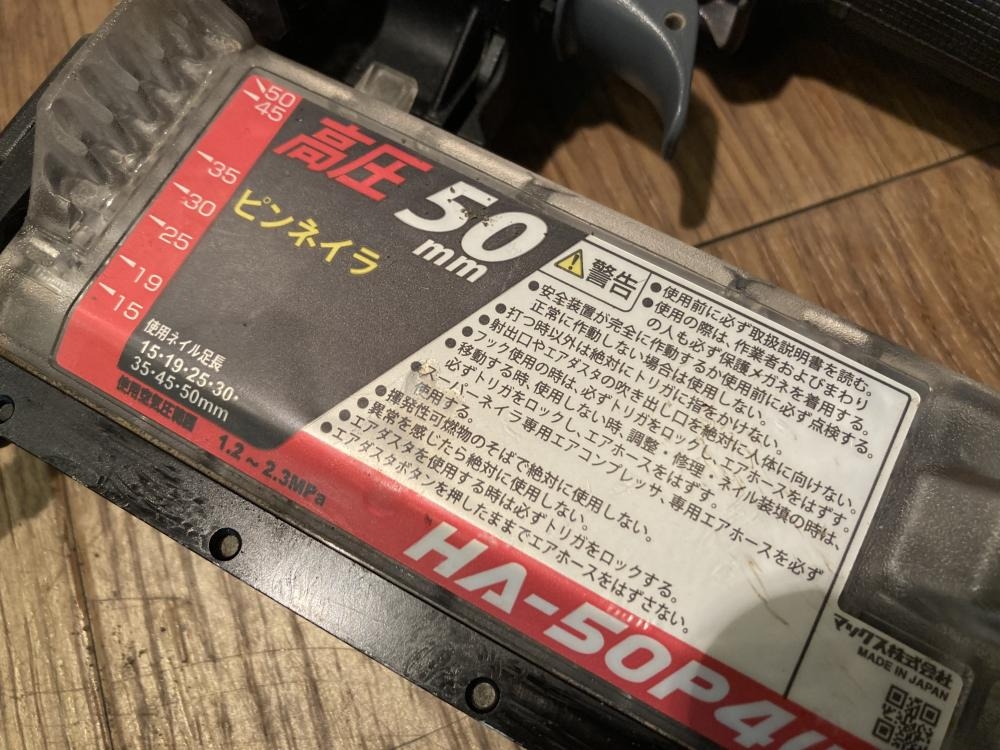 50
45
35
30
25
19
15
高圧
50
mm
ピンネイラ
使用ネイル足長
15・19・25・30・
35・45・50mm
使用空気圧範囲
1.2～2.3MPa
警告
●使用前に必ず取扱説明書を読む。
●使用の際は、作業者およびまわり
の人も必ず保護メガネを着用する。
●安全装置が完全に作動するか使用前に必ず点検する。
正常に作動しない場合は使用しない。
●打つ時以外は絶対にトリガに指をかけない。
●射出口やエアダスタの吹き出し口を絶対に人体に向けない。
●フック使用の時は、必ずトリガをロックし、エアホースをはずす。
●移動する時、使用しない時、調整・修理、ネイル装填の時は、
必ずトリガをロックし、エアホースをはずす。
●スーパーネイラ専用エアコンプレッサ、専用エアホースを必ず
使用する。
●揮発性可燃物のそばで絶対に使用しない。
●異常を感じたら絶対に使用しない。
●エアダスタを使用する時は必ずトリガをロックする。
●エアダスタボタンを押したままでエアホースをはずさない。
HA-50P4
マックス株式会社
MADE IN JAPAN